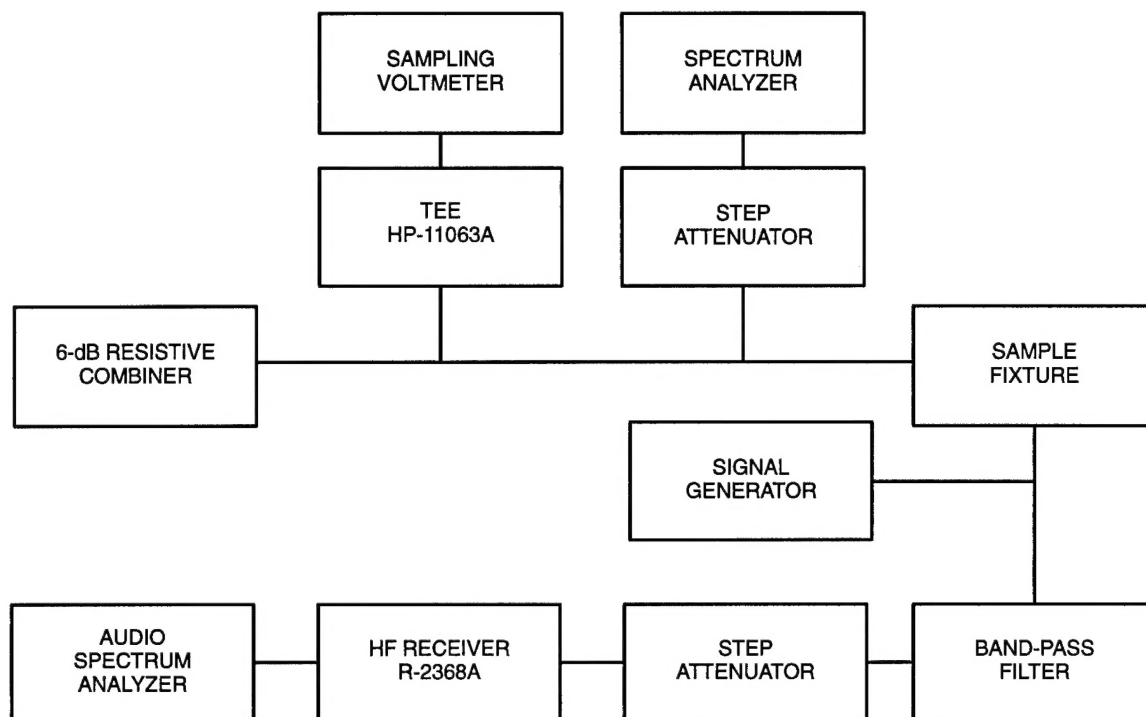 SAMPLING
VOLTMETER
SPECTRUM
ANALYZER
TEE
HP-11063A
STEP
ATTENUATOR
6-dB RESISTIVE
COMBINER
SAMPLE
FIXTURE
SIGNAL
GENERATOR
AUDIO
SPECTRUM
ANALYZER
HF RECEIVER
R-2368A
STEP
ATTENUATOR
BAND-PASS
FILTER